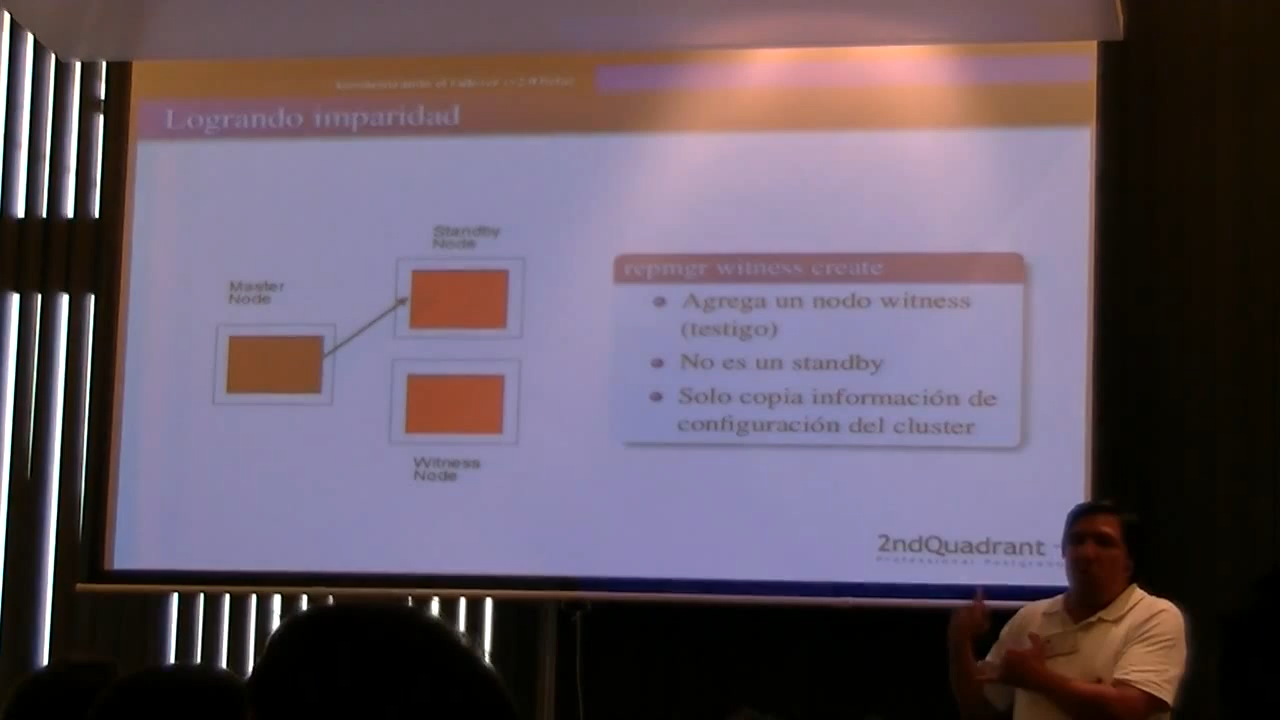 Logrando imparidad
Standby
Node
Master
Node
Witness
Node
repmgr witness create
Agrega un nodo witness
(testigo)
No es un standby
Solo copia información de
configuración del cluster
2ndQuadrant
Professional